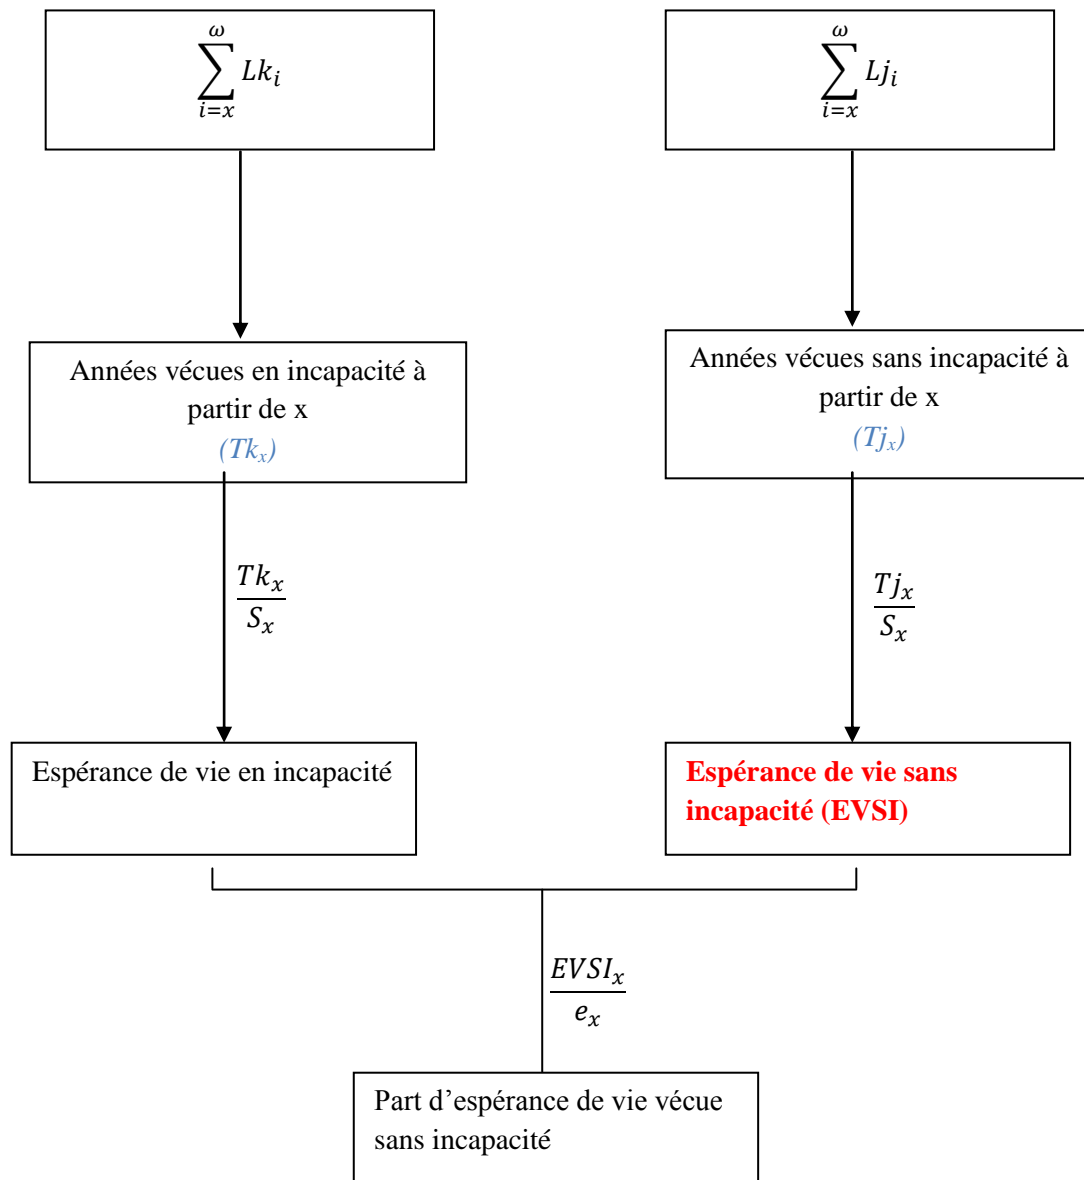 ω
∑ Lk_i
i=x
ω
∑ Lj_i
i=x
Années vécues en incapacité à
partir de x
(Tk_x)
Années vécues sans incapacité à
partir de x
(Tj_x)
Tk_x
S_x
Tj_x
S_x
Espérance de vie en incapacité
Espérance de vie sans
incapacité (EVSI)
EVSI_x
e_x
Part d’espérance de vie vécue
sans incapacité